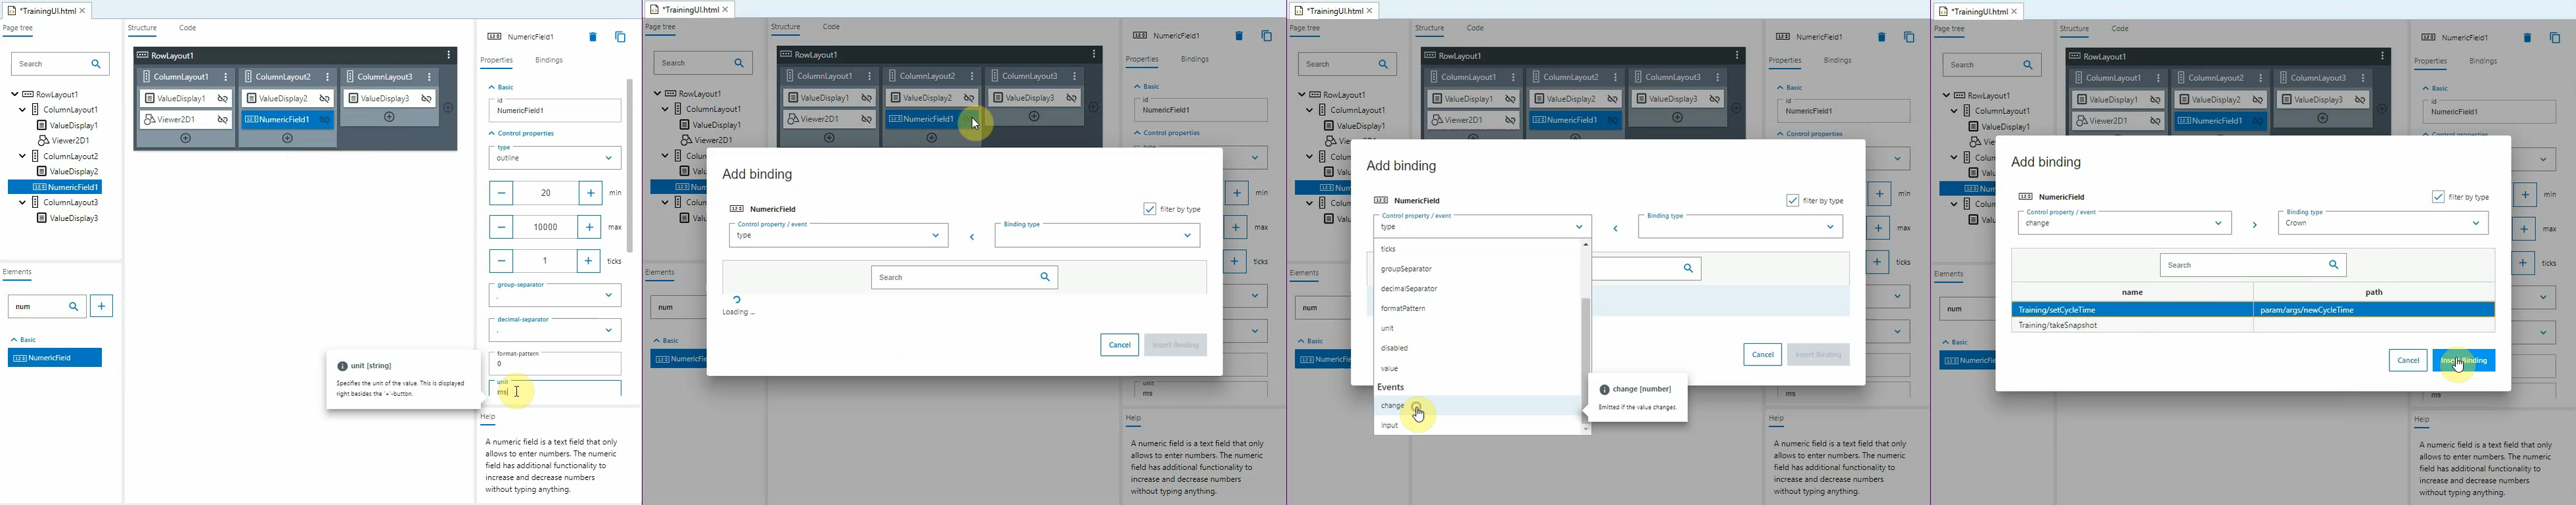 *TrainingUI.html
Page tree
Structure
Code
Search
RowLayout1
ColumnLayout1
ValueDisplay1
Viewer2D1
ColumnLayout2
ValueDisplay2
NumericField1
ColumnLayout3
ValueDisplay3
Elements
num
Basic
NumericField
RowLayout1
ColumnLayout1
ColumnLayout2
ColumnLayout3
ValueDisplay1
ValueDisplay2
ValueDisplay3
Viewer2D1
NumericField1
NumericField1
Properties
Bindings
Basic
id
NumericField1
Control properties
type
outline
20
min
10000
max
1
ticks
group-separator
decimal-separator
format-pattern
0
unit
ms
unit [string]
Specifies the unit of the value. This is displayed
right besides the '+'-button.
Help
A numeric field is a text field that only
allows to enter numbers. The numeric
field has additional functionality to
increase and decrease numbers
without typing anything.
*TrainingUI.html
Page tree
Structure
Code
Search
RowLayout1
ColumnLayout1
ValueDisplay1
Viewer2D1
ColumnLayout2
Elements
num
Basic
RowLayout1
ColumnLayout1
ColumnLayout2
ColumnLayout3
ValueDisplay1
ValueDisplay2
ValueDisplay3
Viewer2D1
NumericField1
Add binding
NumericField
filter by type
Control property / event
type
Binding type
Search
Loading ...
Cancel
Insert Binding
NumericField1
Properties
Bindings
Basic
id
NumericField1
Control properties
min
max
ticks
unit
ms
Help
A numeric field is a text field that only
allows to enter numbers. The numeric
field has additional functionality to
increase and decrease numbers
without typing anything.
*TrainingUI.html
Page tree
Structure
Code
Search
RowLayout1
ColumnLayout1
ValueDisplay1
Elements
num
Basic
RowLayout1
ColumnLayout1
ColumnLayout2
ColumnLayout3
ValueDisplay1
ValueDisplay2
ValueDisplay3
Viewer2D1
NumericField1
Add binding
NumericField
filter by type
Control property / event
type
Binding type
ticks
groupSeparator
decimalSeparator
formatPattern
unit
disabled
value
Events
change
input
change [number]
Emitted if the value changes.
Cancel
Insert Binding
NumericField1
Properties
Bindings
Basic
id
NumericField1
Control properties
min
max
ticks
unit
ms
Help
A numeric field is a text field that only
allows to enter numbers. The numeric
field has additional functionality to
increase and decrease numbers
without typing anything.
*TrainingUI.html
Page tree
Structure
Code
Search
RowLayout1
ColumnLayout1
ValueDisplay1
Elements
num
Basic
RowLayout1
ColumnLayout1
ColumnLayout2
ColumnLayout3
ValueDisplay1
ValueDisplay2
ValueDisplay3
Viewer2D1
NumericField1
Add binding
NumericField
filter by type
Control property / event
change
Binding type
Crown
Search
name
path
Training/setCycleTime
param/args/newCycleTime
Training/takeSnapshot
Cancel
NumericField1
Properties
Bindings
Basic
id
NumericField1
Control properties
min
max
ticks
ms
Help
A numeric field is a text field that only
allows to enter numbers. The numeric
field has additional functionality to
increase and decrease numbers
without typing anything.